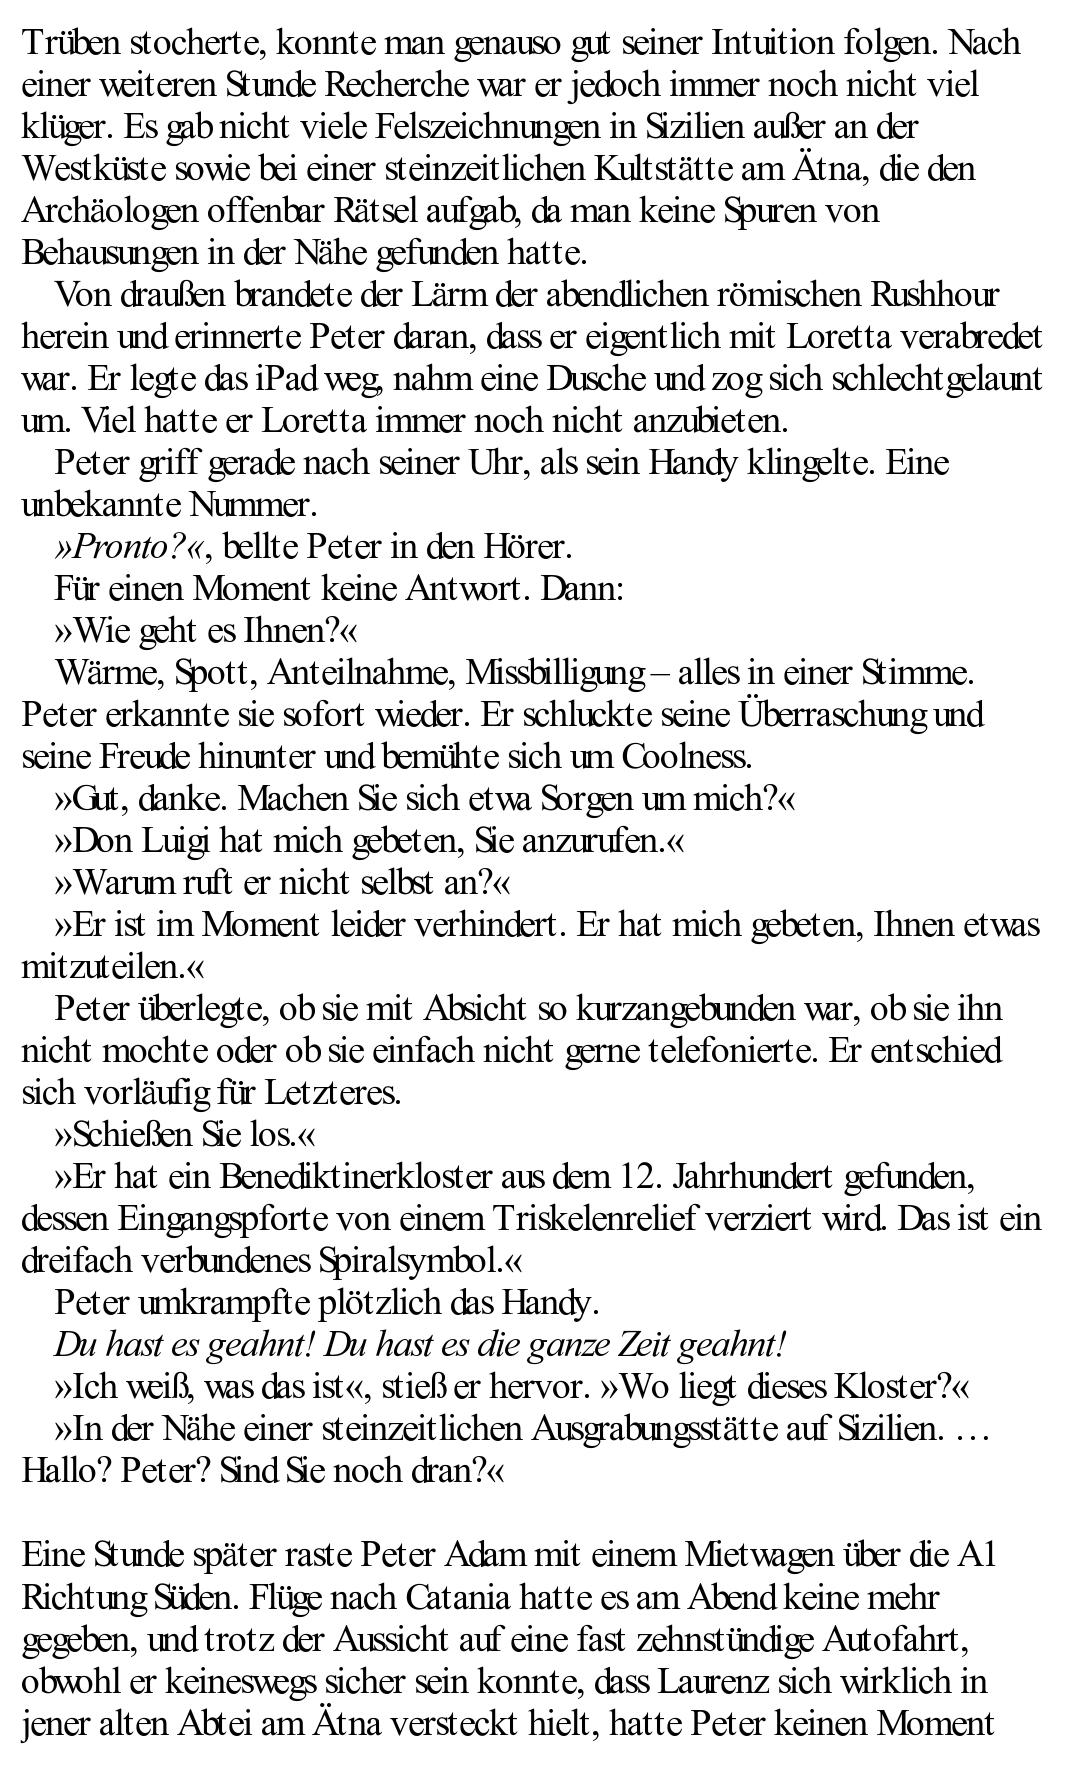 Trüben stocherte, konnte man genauso gut seiner Intuition folgen. Nach
einer weiteren Stunde Recherche war er jedoch immer noch nicht viel
klüger. Es gab nicht viele Felszeichnungen in Sizilien außer an der
Westküste sowie bei einer steinzeitlichen Kultstätte am Ätna, die den
Archäologen offenbar Rätsel aufgab, da man keine Spuren von
Behausungen in der Nähe gefunden hatte.
Von draußen brandete der Lärm der abendlichen römischen Rushhour
herein und erinnerte Peter daran, dass er eigentlich mit Loretta verabredet
war. Er legte das iPad weg, nahm eine Dusche und zog sich schlecht gelaunt
um. Viel hatte er Loretta immer noch nicht anzubieten.
Peter griff gerade nach seiner Uhr, als sein Handy klingelte. Eine
unbekannte Nummer.
»Pronto?«, bellte Peter in den Hörer.
Für einen Moment keine Antwort. Dann:
»Wie geht es Ihnen?«
Wärme, Spott, Anteilnahme, Missbilligung – alles in einer Stimme.
Peter erkannte sie sofort wieder. Er schluckte seine Überraschung und
seine Freude hinunter und bemühte sich um Coolness.
»Gut, danke. Machen Sie sich etwa Sorgen um mich?«
»Don Luigi hat mich gebeten, Sie anzurufen.«
»Warum ruft er nicht selbst an?«
»Er ist im Moment leider verhindert. Er hat mich gebeten, Ihnen etwas
mitzuteilen.«
Peter überlegte, ob sie mit Absicht so kurzangebunden war, ob sie ihn
nicht mochte oder ob sie einfach nicht gerne telefonierte. Er entschied
sich vorläufig für Letzteres.
»Schießen Sie los.«
»Er hat ein Benediktinerkloster aus dem 12. Jahrhundert gefunden,
dessen Eingangspforte von einem Triskelenrelief verziert wird. Das ist ein
dreifach verbundenes Spiralsymbol.«
Peter umkrampfte plötzlich das Handy.
Du hast es geahnt! Du hast es die ganze Zeit geahnt!
»Ich weiß, was das ist«, stieß er hervor. »Wo liegt dieses Kloster?«
»In der Nähe einer steinzeitlichen Ausgrabungsstätte auf Sizilien. …
Hallo? Peter? Sind Sie noch dran?«
Eine Stunde später raste Peter Adam mit einem Mietwagen über die A1
Richtung Süden. Flüge nach Catania hatte es am Abend keine mehr
gegeben, und trotz der Aussicht auf eine fast zehnstündige Autofahrt,
obwohl er keineswegs sicher sein konnte, dass Laurenz sich wirklich in
jener alten Abtei am Ätna versteckt hielt, hatte Peter keinen Moment